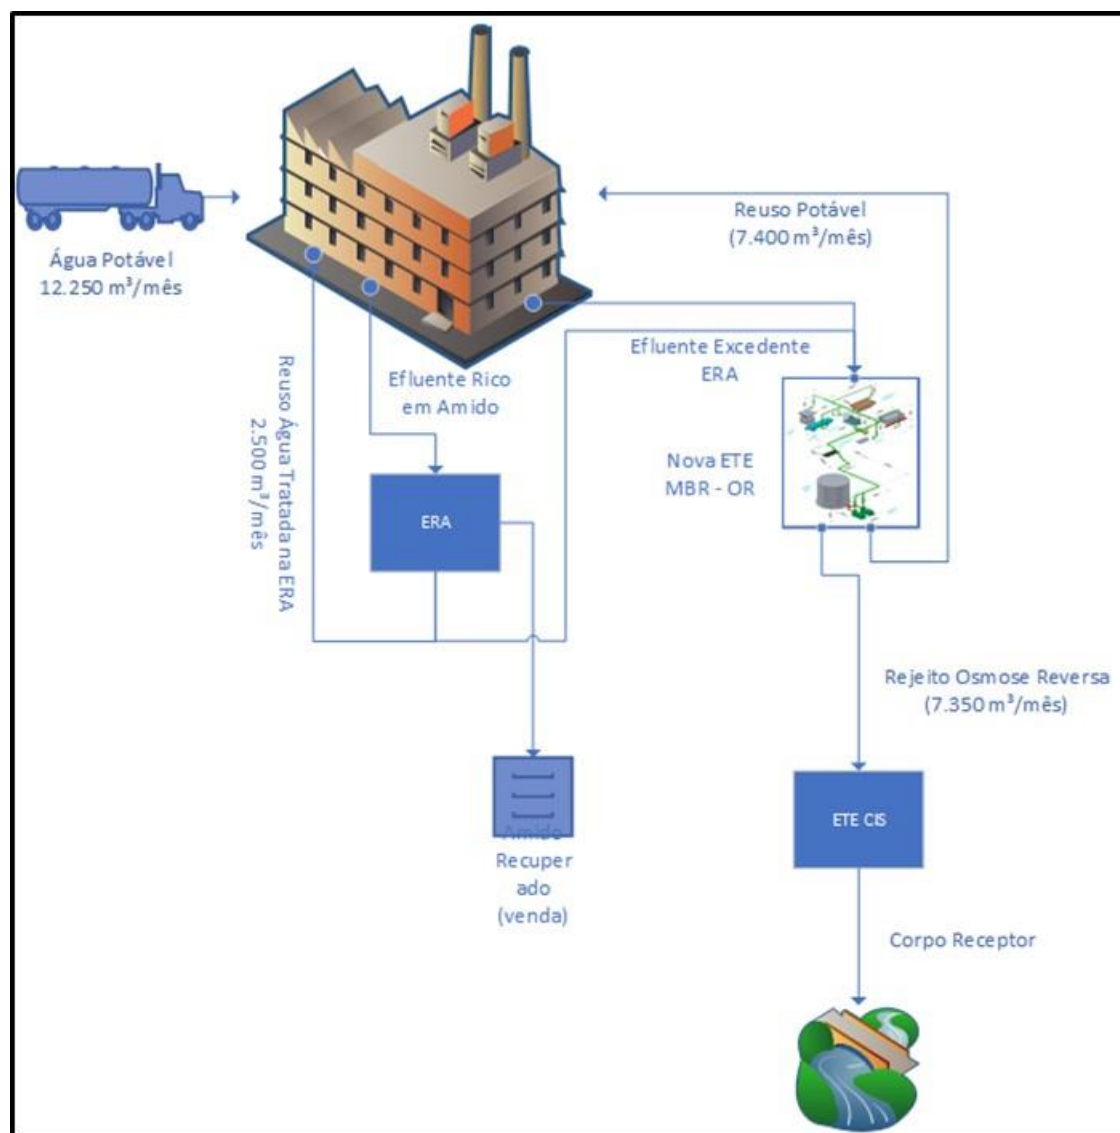 Água Potável
12.250 m³/mês
Reuso Potável
(7.400 m³/mês)
Reuso Água Tratada na ERA
2.500 m³/mês
Efluente Rico
em Amido
Efluente Excedente
ERA
Nova ETE
MBR - OR
ERA
Rejeito Osmose Reversa
(7.350 m³/mês)
Amido
Recuper
ado
(venda)
ETE CIS
Corpo Receptor